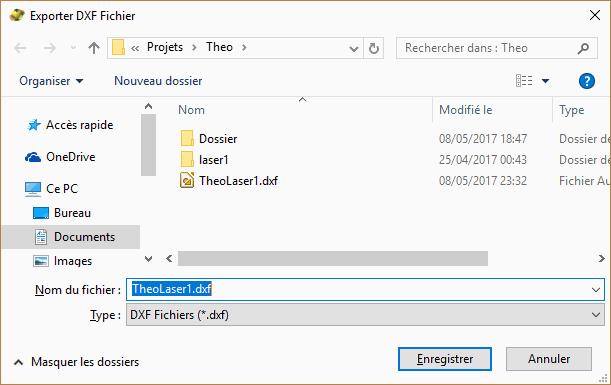 Exporter DXF Fichier
« Projets > Theo >
Rechercher dans : Theo
Organiser
Nouveau dossier
?
Accès rapide
OneDrive
Ce PC
Bureau
Documents
Images
Nom Modifié le Type
Dossier 08/05/2017 18:47 Dossier de
laser1 25/04/2017 00:43 Dossier de
TheoLaser1.dxf 08/05/2017 23:32 Fichier Au
Nom du fichier : TheoLaser1.dxf
Type : DXF Fichiers (*.dxf)
Masquer les dossiers
Enregistrer
Annuler